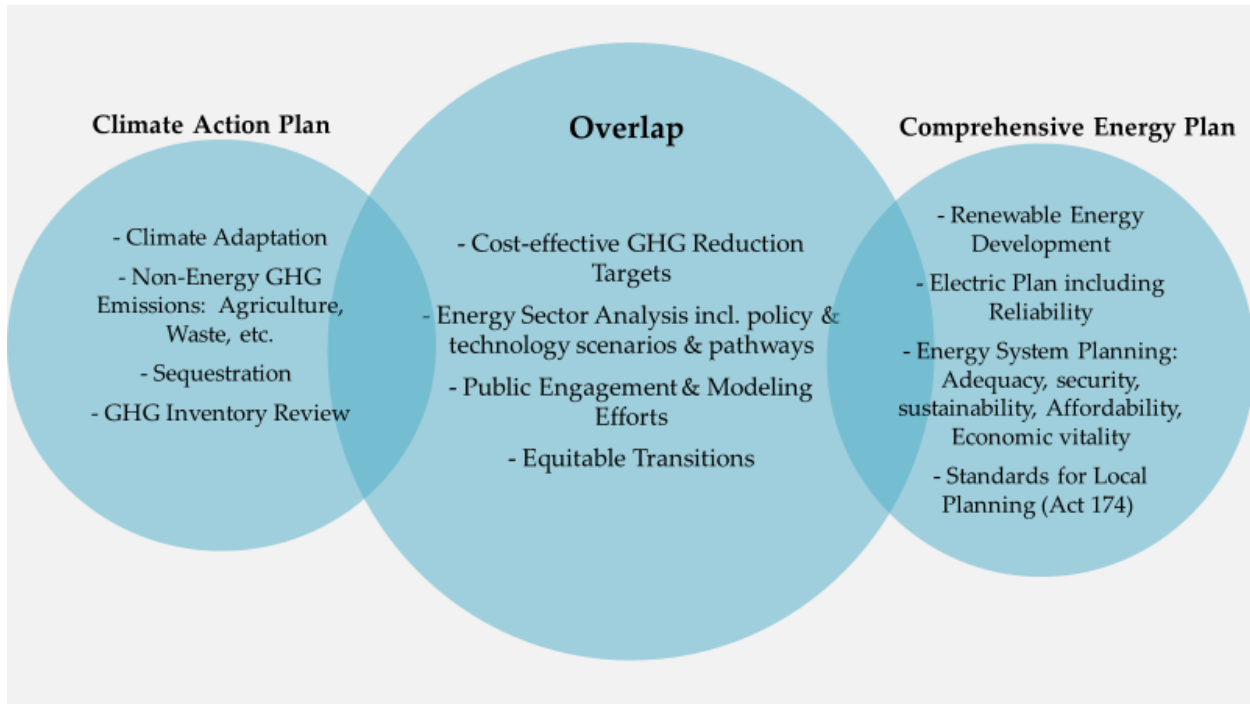 Climate Action Plan
- Climate Adaptation
- Non-Energy GHG
Emissions: Agriculture,
Waste, etc.
- Sequestration
- GHG Inventory Review
Overlap
- Cost-effective GHG Reduction
Targets
- Energy Sector Analysis incl. policy &
technology scenarios & pathways
- Public Engagement & Modeling
Efforts
- Equitable Transitions
Comprehensive Energy Plan
- Renewable Energy
Development
- Electric Plan including
Reliability
- Energy System Planning:
Adequacy, security,
sustainability, Affordability,
Economic vitality
- Standards for Local
Planning (Act 174)